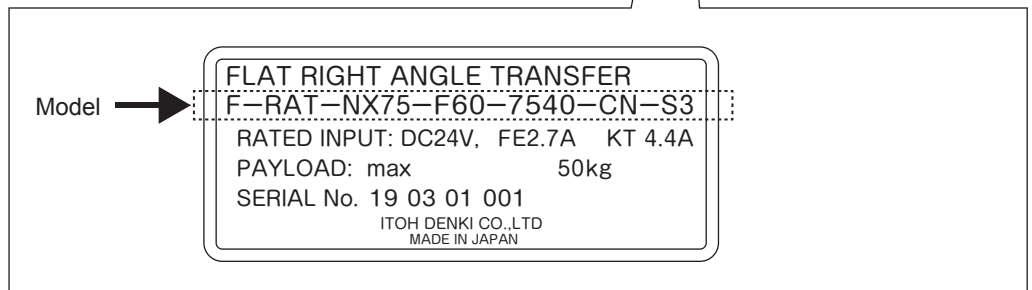 FLAT RIGHT ANGLE TRANSFER
Model
F−RAT−NX75−F60−7540−CN−S3
RATED INPUT: DC24V, FE2.7A KT 4.4A
PAYLOAD: max 50kg
SERIAL No. 19 03 01 001
ITOH DENKI CO.,LTD
MADE IN JAPAN